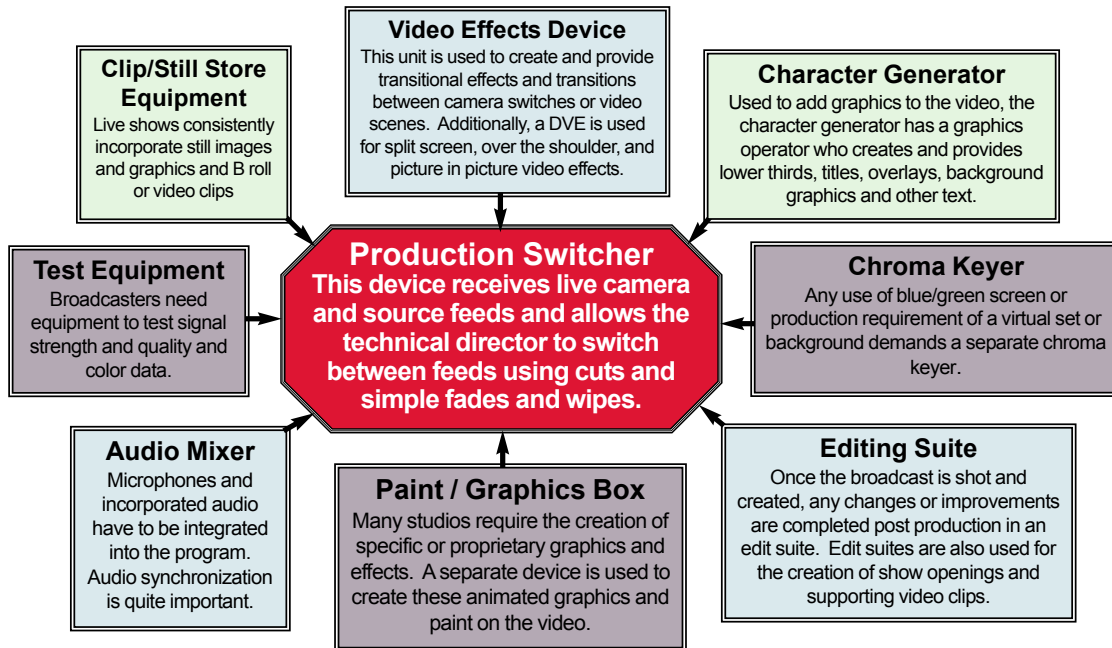 Clip/Still Store
Equipment
Live shows consistently
incorporate still images
and graphics and B roll
or video clips
Video Effects Device
This unit is used to create and provide
transitional effects and transitions
between camera switches or video
scenes. Additionally, a DVE is used
for split screen, over the shoulder, and
picture in picture video effects.
Character Generator
Used to add graphics to the video, the
character generator has a graphics
operator who creates and provides
lower thirds, titles, overlays, background
graphics and other text.
Test Equipment
Broadcasters need
equipment to test signal
strength and quality and
color data.
Production Switcher
This device receives live camera
and source feeds and allows the
technical director to switch
between feeds using cuts and
simple fades and wipes.
Chroma Keyer
Any use of blue/green screen or
production requirement of a virtual set or
background demands a separate chroma
keyer.
Audio Mixer
Microphones and
incorporated audio
have to be integrated
into the program.
Audio synchronization
is quite important.
Paint / Graphics Box
Many studios require the creation of
specific or proprietary graphics and
effects. A separate device is used to
create these animated graphics and
paint on the video.
Editing Suite
Once the broadcast is shot and
created, any changes or improvements
are completed post production in an
edit suite. Edit suites are also used for
the creation of show openings and
supporting video clips.